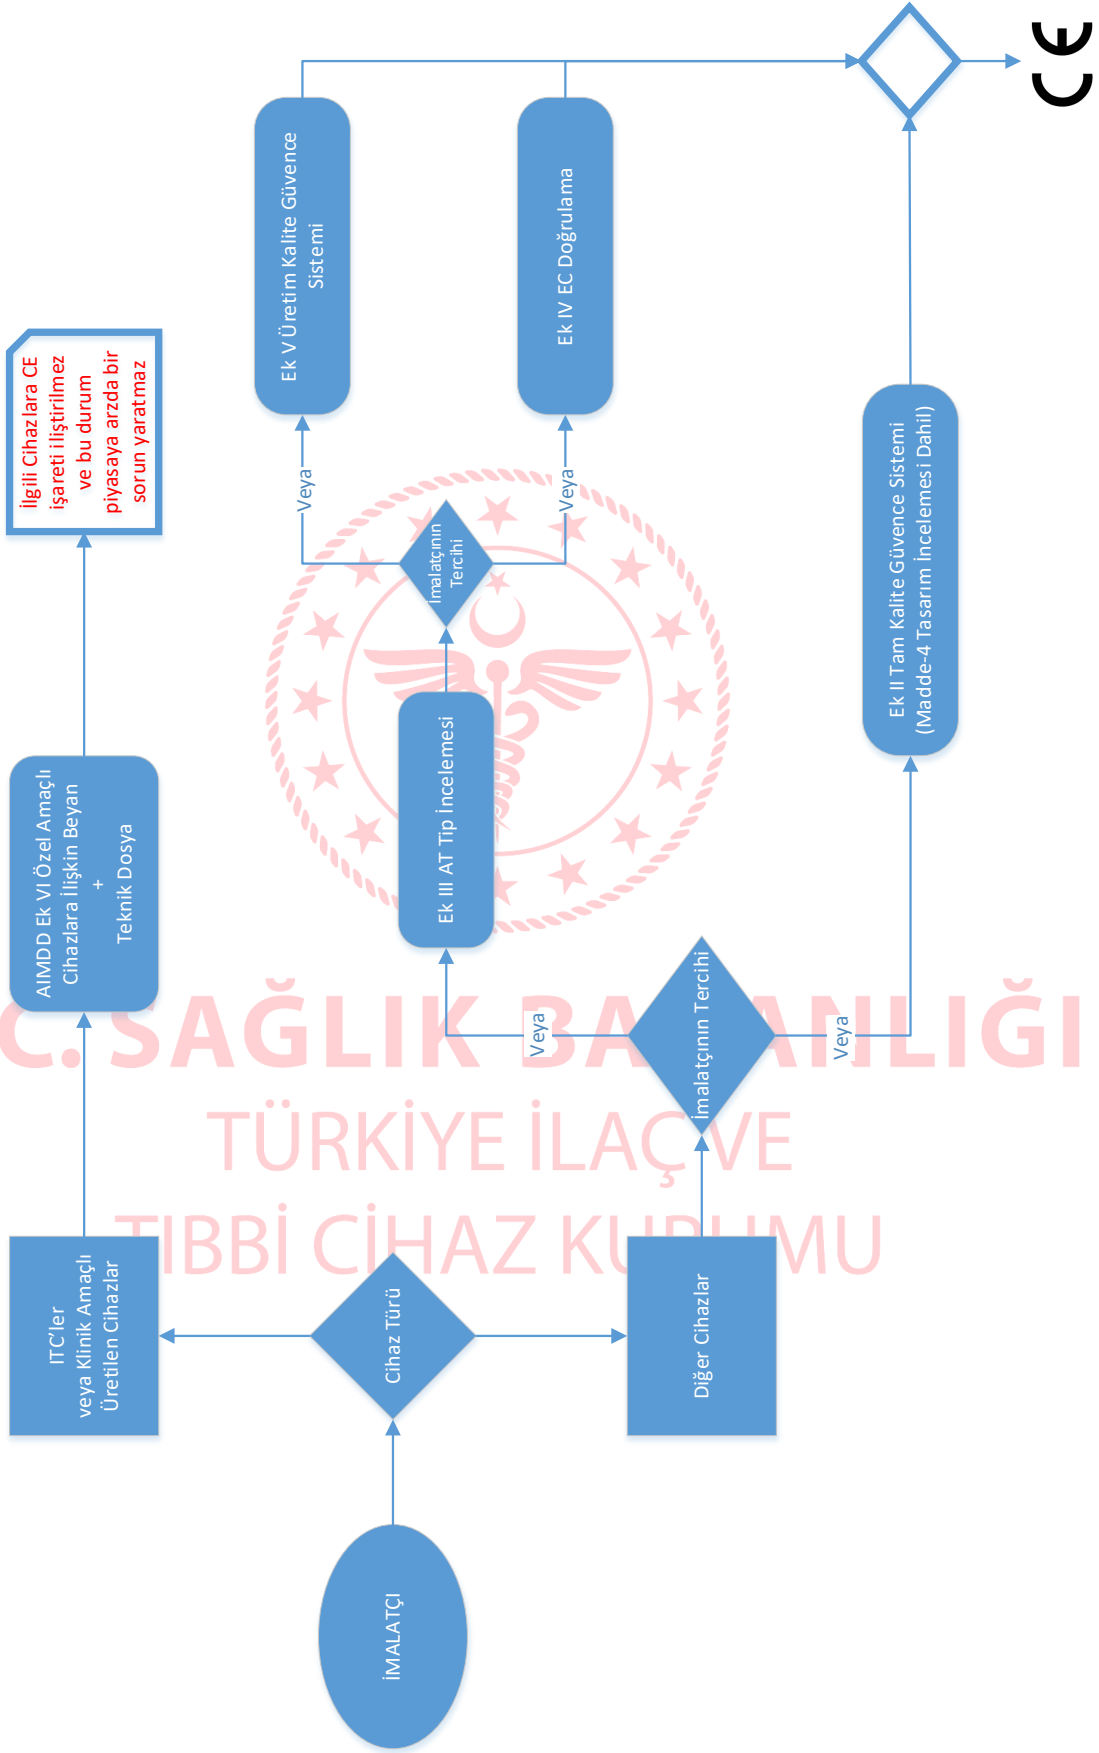 İMALATÇI
Cihaz Türü
ITC'ler
veya Klinik Amaçlı
Üretilen Cihazlar
AIMDD Ek VI Özel Amaçlı
Cihazlara İlişkin Beyan
+
Teknik Dosya
İlgili Cihazlara CE
işareti iliştirilmez
ve bu durum
piyasaya arzda bir
sorun yaratmaz
Diğer Cihazlar
İmalatçının Tercihi
Veya
Veya
Ek III AT Tip İncelemesi
İmalatçının
Tercihi
Veya
Veya
Ek V Üretim Kalite Güvence
Sistemi
Ek IV EC Doğrulama
Ek II Tam Kalite Güvence Sistemi
(Madde-4 Tasarım İncelemesi Dahil)
CE
C. SAĞLIK BAKANLIĞI
TÜRKİYE İLAÇ VE
TIBBİ CİHAZ KURUMU